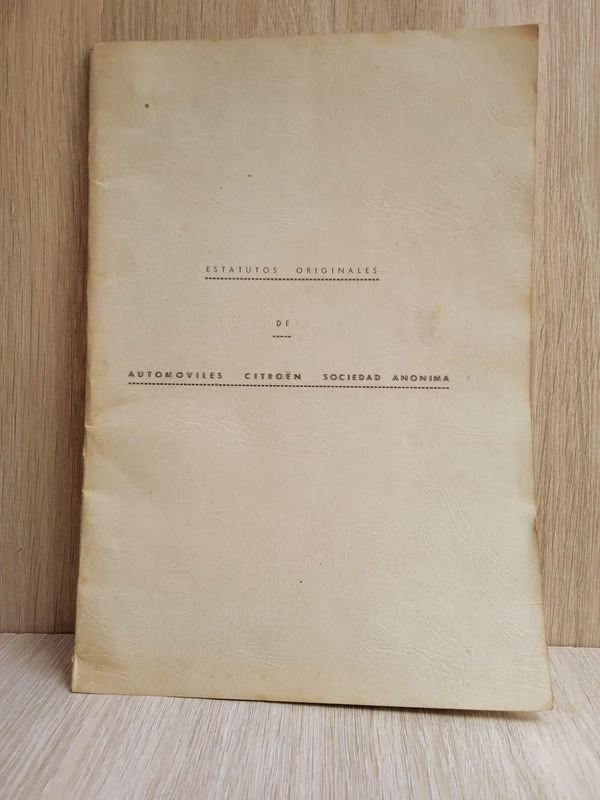 ESTATUTOS ORIGINALES
DE
AUTOMOVILES CITROËN SOCIEDAD ANONIMA